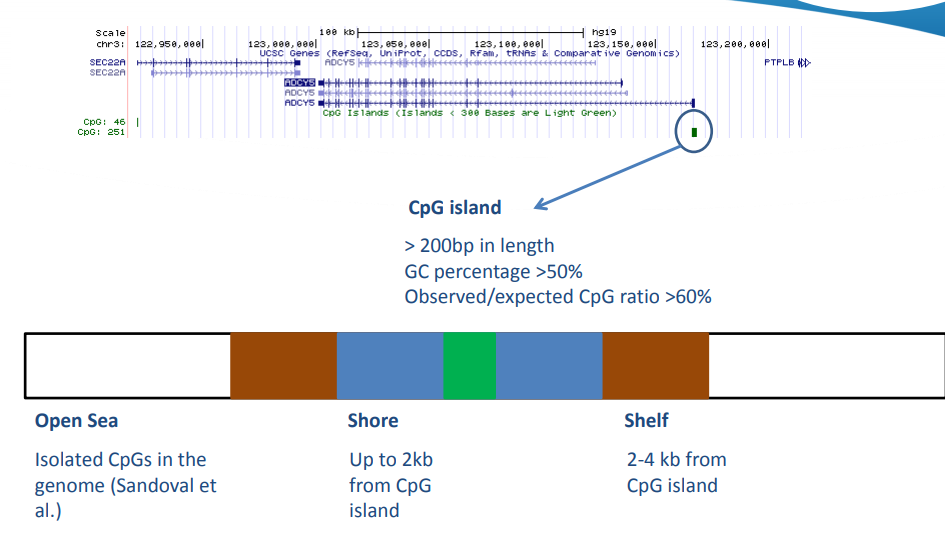 Scale 100 kb hg19
chr3: 122,950,000| 123,000,000| 123,050,000| 123,100,000| 123,150,000| 123,200,000|
UCSC Genes (RefSeq, UniProt, CCDS, Rfam, tRNAs & Comparative Genomics)
SEC22A ADCY5 PTPLB
SEC22A
ADCY5
ADCY5
ADCY5
CpG Islands (Islands < 300 Bases are Light Green)
CpG: 46
CpG: 251
CpG island
> 200bp in length
GC percentage >50%
Observed/expected CpG ratio >60%
Open Sea
Isolated CpGs in the
genome (Sandoval et
al.)
Shore
Up to 2kb
from CpG
island
Shelf
2-4 kb from
CpG island